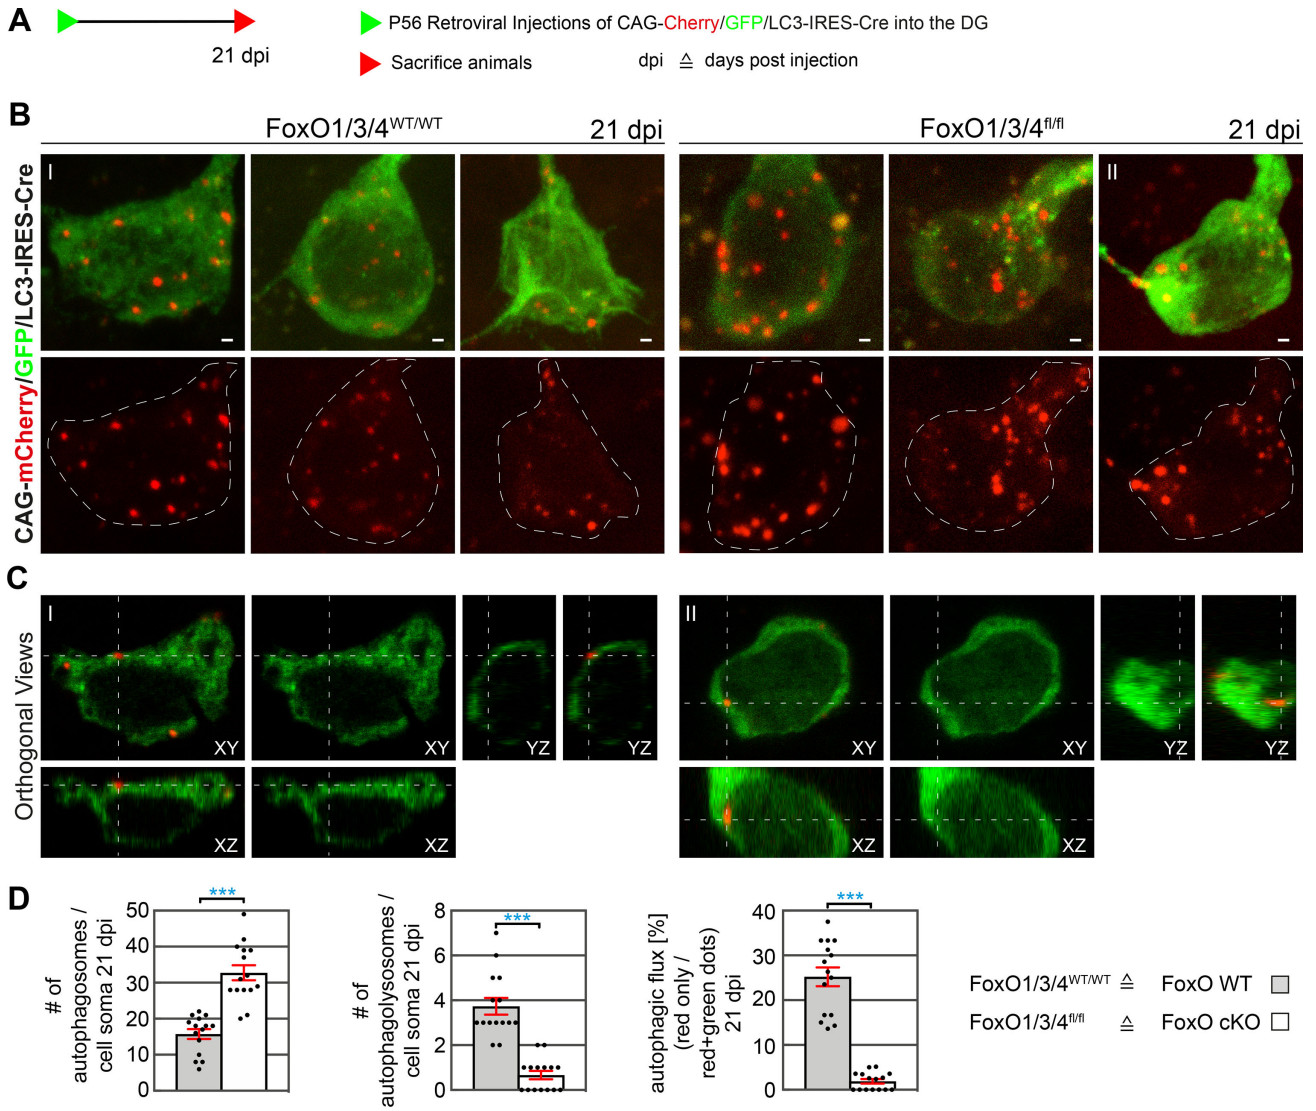 A
21 dpi
P56 Retroviral Injections of CAG-Cherry/GFP/LC3-IRES-Cre into the DG
Sacrifice animals
dpi ≙ days post injection
B
FoxO1/3/4WT/WT 21 dpi
FoxO1/3/4fl/fl 21 dpi
CAG-mCherry/GFP/LC3-IRES-Cre
I
II
C
Orthogonal Views
I
XY
XY
YZ
YZ
XZ
XZ
II
XY
XY
YZ
YZ
XZ
XZ
D
# of
autophagosomes /
cell soma 21 dpi
50
40
30
20
10
0
***
# of
autophagolysosomes /
cell soma 21 dpi
8
6
4
2
0
***
autophagic flux [%]
(red only /
red+green dots)
21 dpi
40
30
20
10
0
***
FoxO1/3/4WT/WT ≙ FoxO WT
FoxO1/3/4fl/fl ≙ FoxO cKO